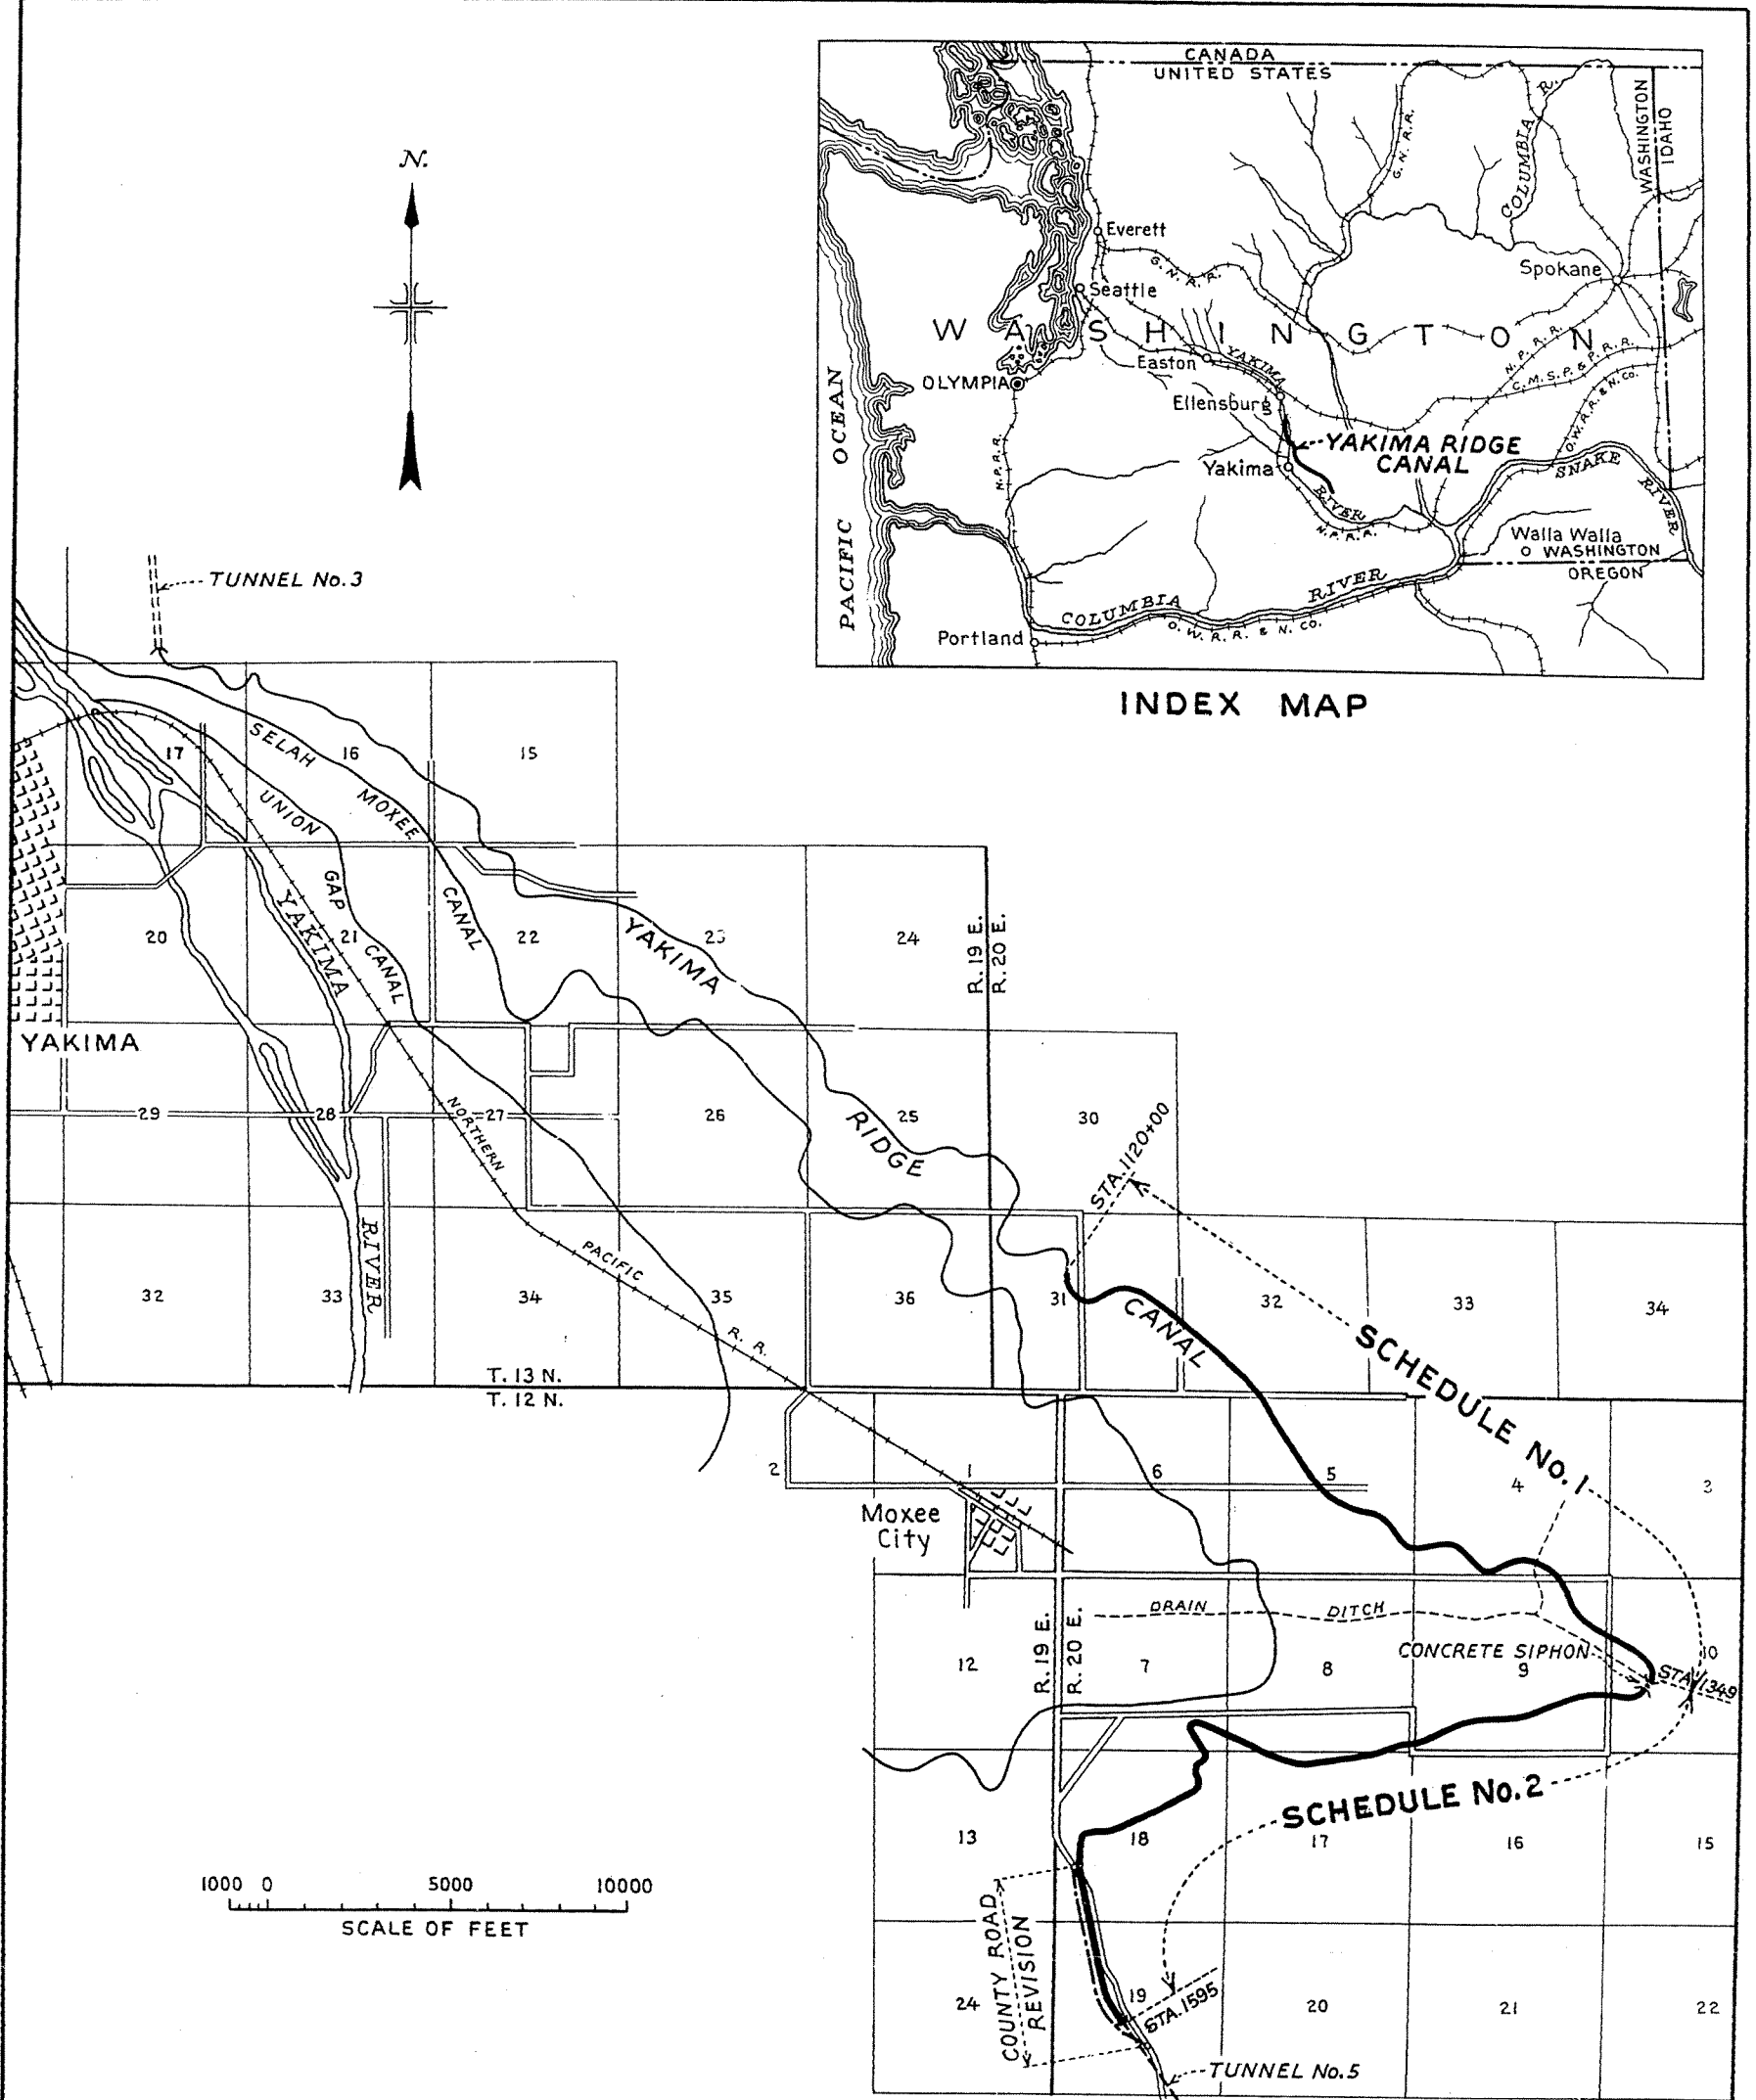 N.
CANADA
UNITED STATES
WASHINGTON
IDAHO
G. N. R. R.
COLUMBIA R.
Everett
G. N. R. R.
Spokane
Seattle
WASHINGTON
Easton
YAKIMA
N. P. R. R.
C. M. S. P. & P. R. R.
OLYMPIA
Ellensburg
O. W. R. R. & N. CO.
PACIFIC OCEAN
N. P. R. R.
YAKIMA RIDGE
CANAL
Yakima
RIVER
SNAKE RIVER
N. P. R. R.
Walla Walla
WASHINGTON
OREGON
COLUMBIA RIVER
O. W. R. R. & N. CO.
Portland
INDEX MAP
TUNNEL No. 3
17
SELAH
16
15
UNION
MOXEE
GAP
CANAL
YAKIMA
CANAL
20
21
22
YAKIMA
23
24
R. 19 E.
R. 20 E.
YAKIMA
29
28
NORTHERN
27
26
RIDGE
25
30
STA. 1120+00
RIVER
PACIFIC
32
33
34
35
R. R.
36
31
CANAL
32
33
34
T. 13 N.
T. 12 N.
SCHEDULE No. 1
2
1
6
5
4
3
Moxee
City
R. 19 E.
R. 20 E.
DRAIN DITCH
CONCRETE SIPHON
12
7
8
9
10
STA. 1349
SCHEDULE No. 2
13
18
17
16
15
1000 0 5000 10000
SCALE OF FEET
COUNTY ROAD
REVISION
24
19
STA. 1595
20
21
22
TUNNEL No. 5